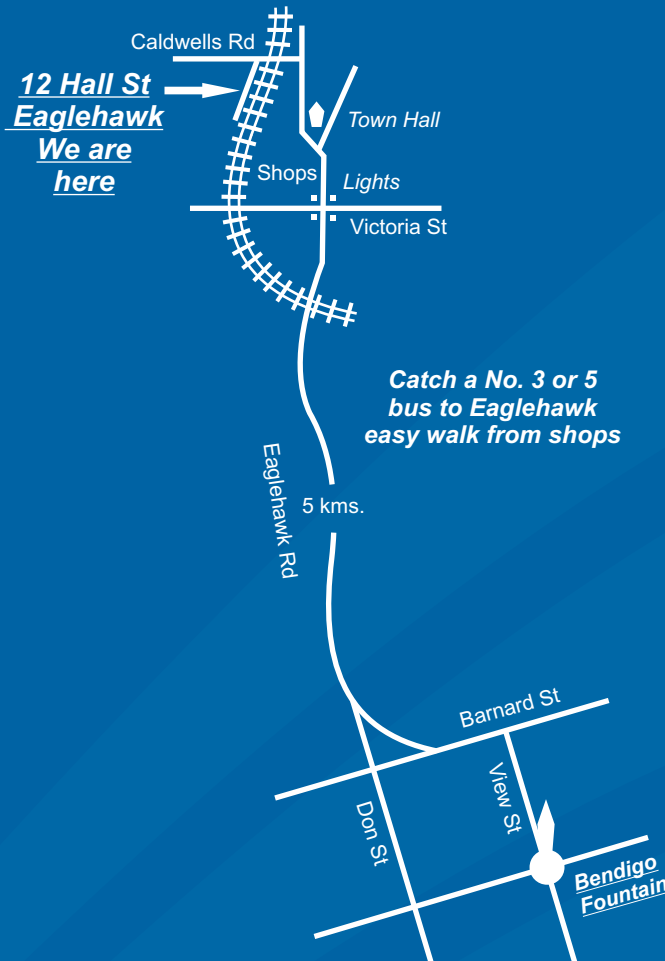 Caldwells Rd
12 Hall St
Eaglehawk
We are
here
Town Hall
Shops
Lights
Victoria St
Catch a No. 3 or 5
bus to Eaglehawk
easy walk from shops
Eaglehawk Rd
5 kms.
Barnard St
View St
Don St
Bendigo
Fountain